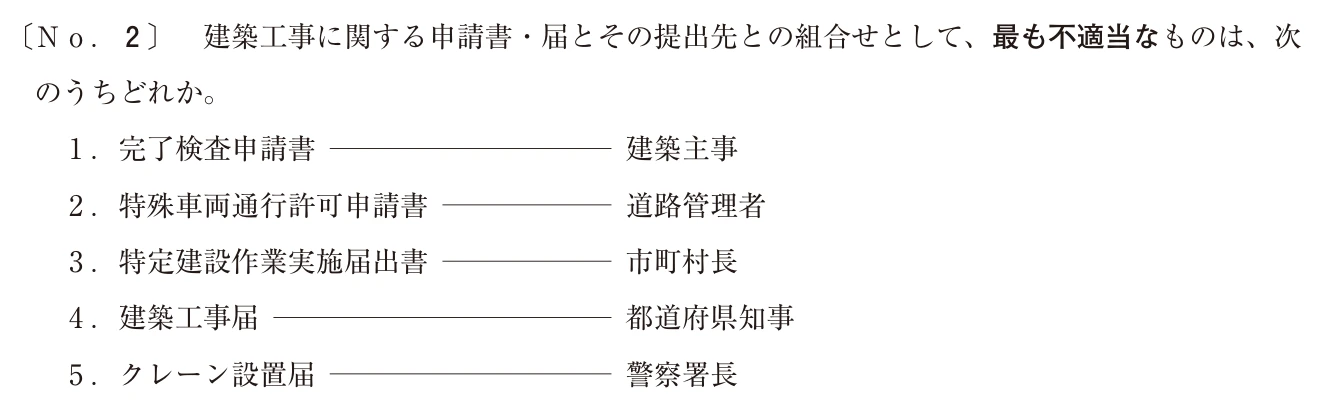 〔No. 2〕　建築工事に関する申請書・届とその提出先との組合せとして、最も不適当なものは、次
のうちどれか。
1. 完了検査申請書 ――――――――― 建築主事
2. 特殊車両通行許可申請書 ――――― 道路管理者
3. 特定建設作業実施届出書 ――――― 市町村長
4. 建築工事届 ――――――――――― 都道府県知事
5. クレーン設置届 ――――――――― 警察署長